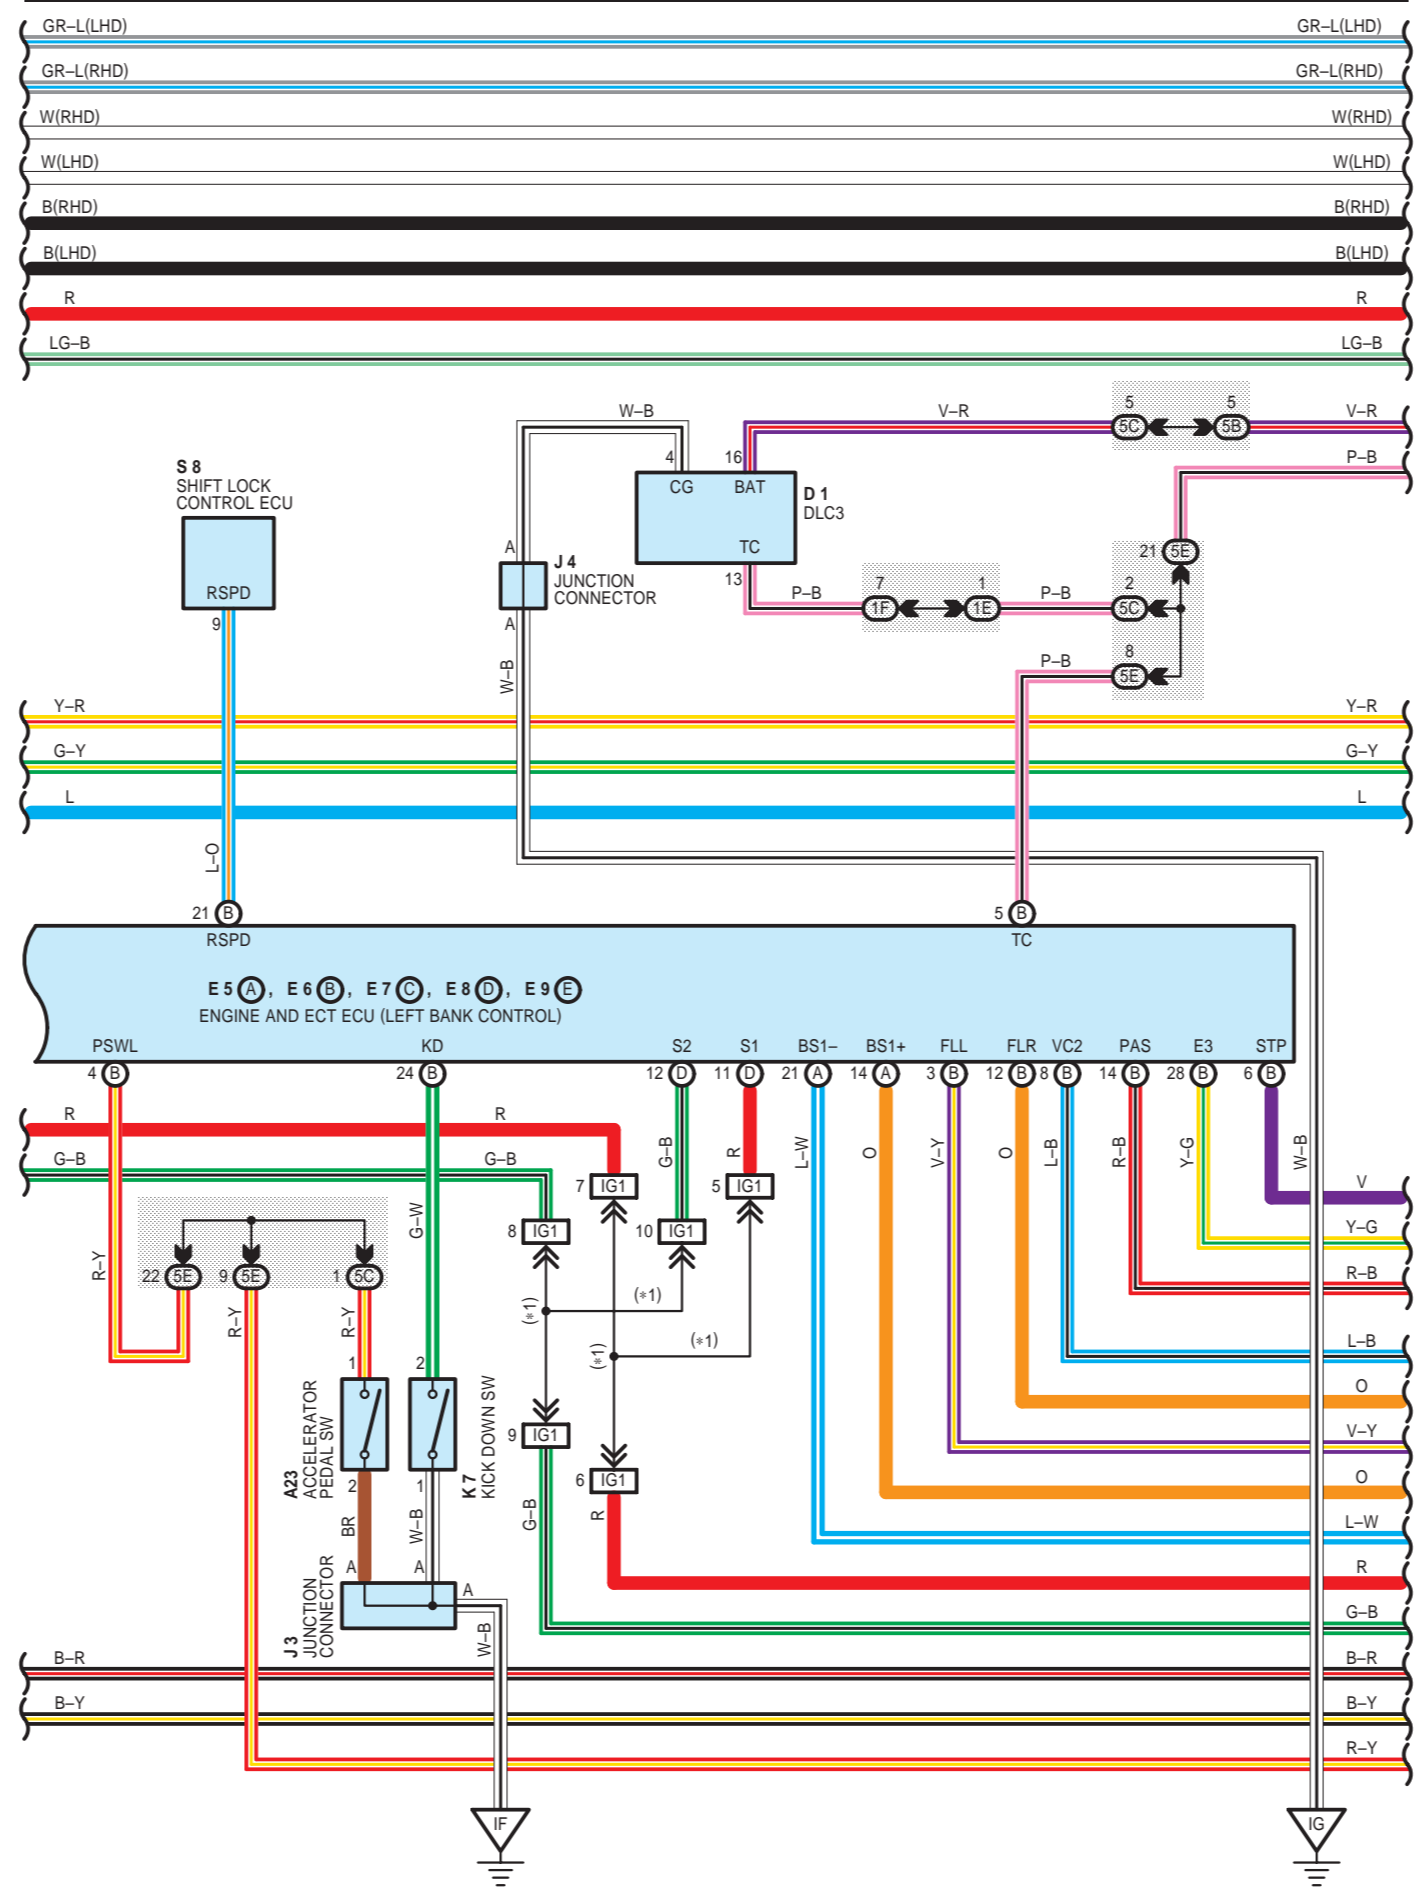 GR–L(LHD) GR–L(LHD)
GR–L(RHD) GR–L(RHD)
W(RHD) W(RHD)
W(LHD) W(LHD)
B(RHD) B(RHD)
B(LHD) B(LHD)
R R
LG–B LG–B
5 5
W–B V–R 5C 5B V–R
4 16 P–B
S 8
SHIFT LOCK
CONTROL ECU
CG BAT
D 1
DLC3
TC
A
J 4
JUNCTION
CONNECTOR
A
21 5E
13 P–B 7 1 P–B 2
1F 1E 5C
RSPD
9
W–B
P–B 8
5E
Y–R Y–R
G–Y G–Y
L L
L–O
21 B 5 B
RSPD TC
E 5 A , E 6 B , E 7 C , E 8 D , E 9 E
ENGINE AND ECT ECU (LEFT BANK CONTROL)
PSWL KD S2 S1 BS1– BS1+ FLL FLR VC2 PAS E3 STP
4 B 24 B 12 D 11 D 21 A 14 A 3 B 12 B 8 B 14 B 28 B 6 B
R R
G–B G–B
G–B R L–W O V–Y O L–B R–B Y–G W–B
7 IG1 5 IG1 V
8 IG1 10 IG1 Y–G
G–W
R–Y 22 5E 9 5E 1 5C R–B
R–Y R–Y
(∗1) (∗1)
(∗1) (∗1)
L–B
1 2
O
A23
ACCELERATOR
PEDAL SW
K 7
KICK DOWN SW
9 IG1 V–Y
6 IG1 O
2 1
BR W–B G–B R L–W
A A R
J 3
JUNCTION
CONNECTOR
A
W–B
G–B
B–R B–R
B–Y B–Y
R–Y
IF IG